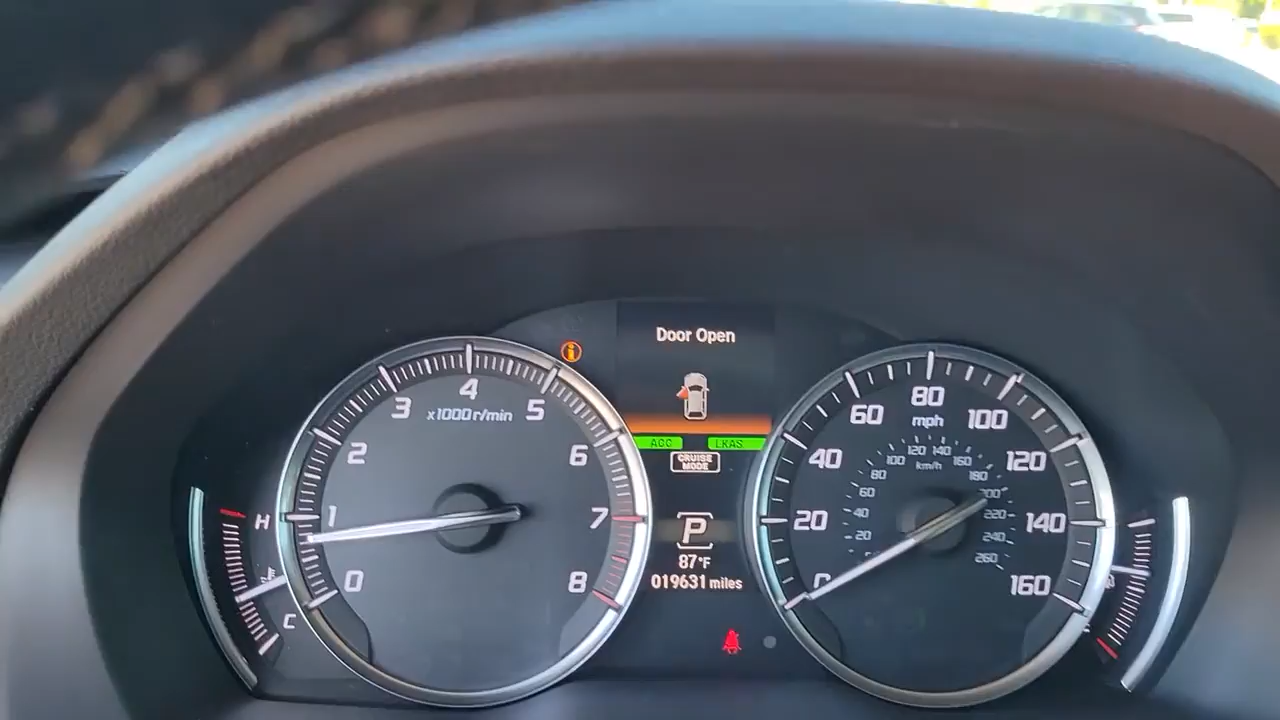 Door Open
ACC LKAS
CRUISE
MODE
P
87°F
019631 miles
0 1 2 3 4 5 6 7 8
x1000r/min
H
C
20 40 60 80 100 120 140 160
mph
20 40 60 80 100 120 140 160 180 200 220 240 260
km/h